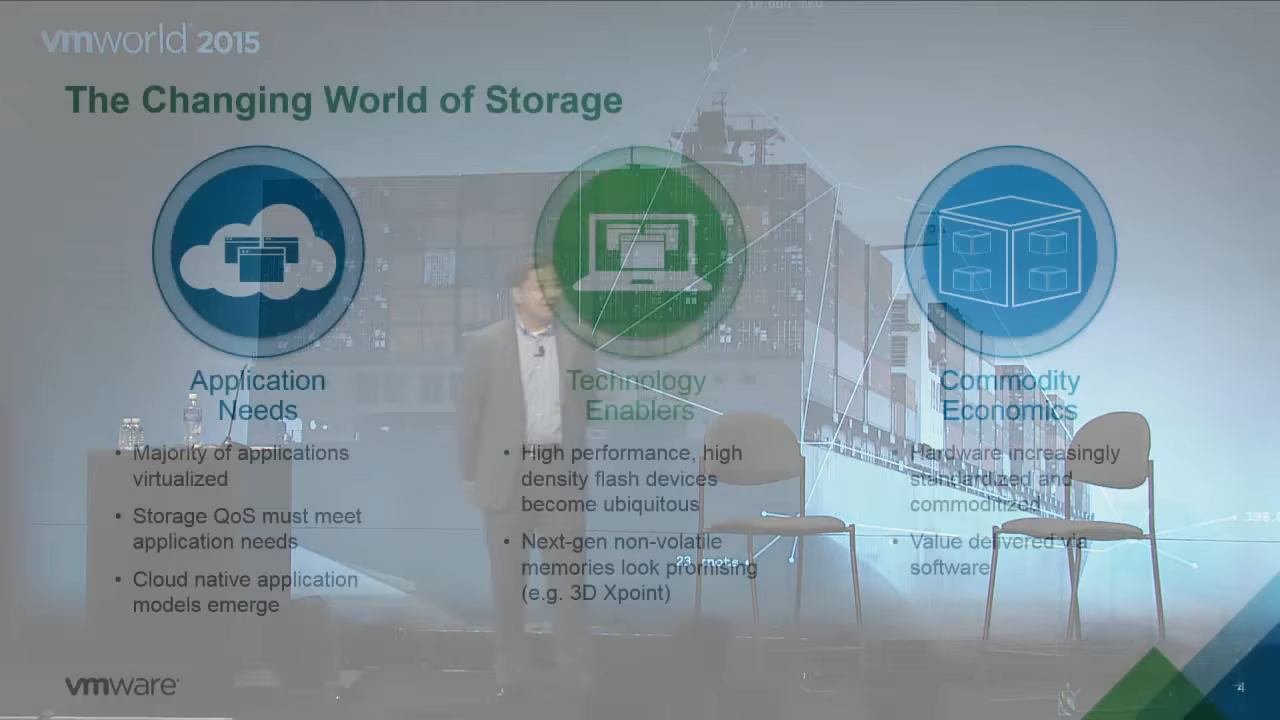 vmworld 2015
The Changing World of Storage
Application
Needs
• Majority of applications
virtualized
• Storage QoS must meet
application needs
• Cloud native application
models emerge
Technology
Enablers
• High performance, high
density flash devices
become ubiquitous
• Next-gen non-volatile
memories look promising
(e.g. 3D Xpoint)
Commodity
Economics
• Hardware increasingly
standardized and
commoditized
• Value delivered via
software
vmware
4